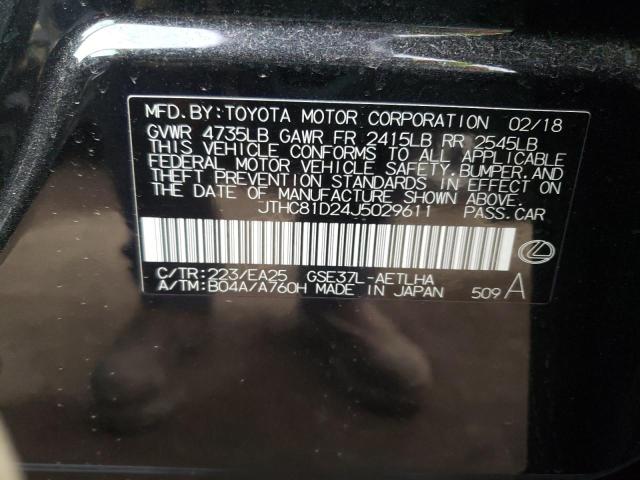 MFD.BY:TOYOTA MOTOR CORPORATION 02/18
GVWR 4735LB GAWR FR 2415LB RR 2545LB
THIS VEHICLE CONFORMS TO ALL APPLICABLE
FEDERAL MOTOR VEHICLE SAFETY,BUMPER,AND
THEFT PREVENTION STANDARDS IN EFFECT ON
THE DATE OF MANUFACTURE SHOWN ABOVE.
JTHC81D24J5029611 PASS.CAR
C/TR:223/EA25 GSE37L-AETLHA
A/TM:B04A/A760H MADE IN JAPAN 509 A